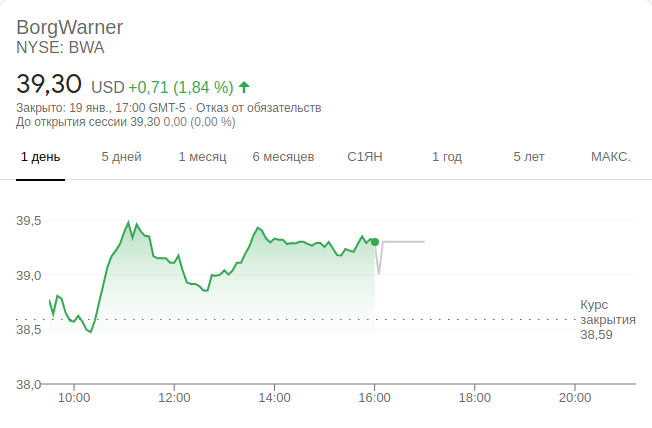 BorgWarner
NYSE: BWA
39,30 USD +0,71 (1,84 %)
Закрыто: 19 янв., 17:00 GMT-5 · Отказ от обязательств
До открытия сессии 39,30 0,00 (0,00 %)
1 день 5 дней 1 месяц 6 месяцев С1ЯН 1 год 5 лет МАКС.
39,5
39,0
38,5
38,0
Курс
закрытия
38,59
10:00 12:00 14:00 16:00 18:00 20:00